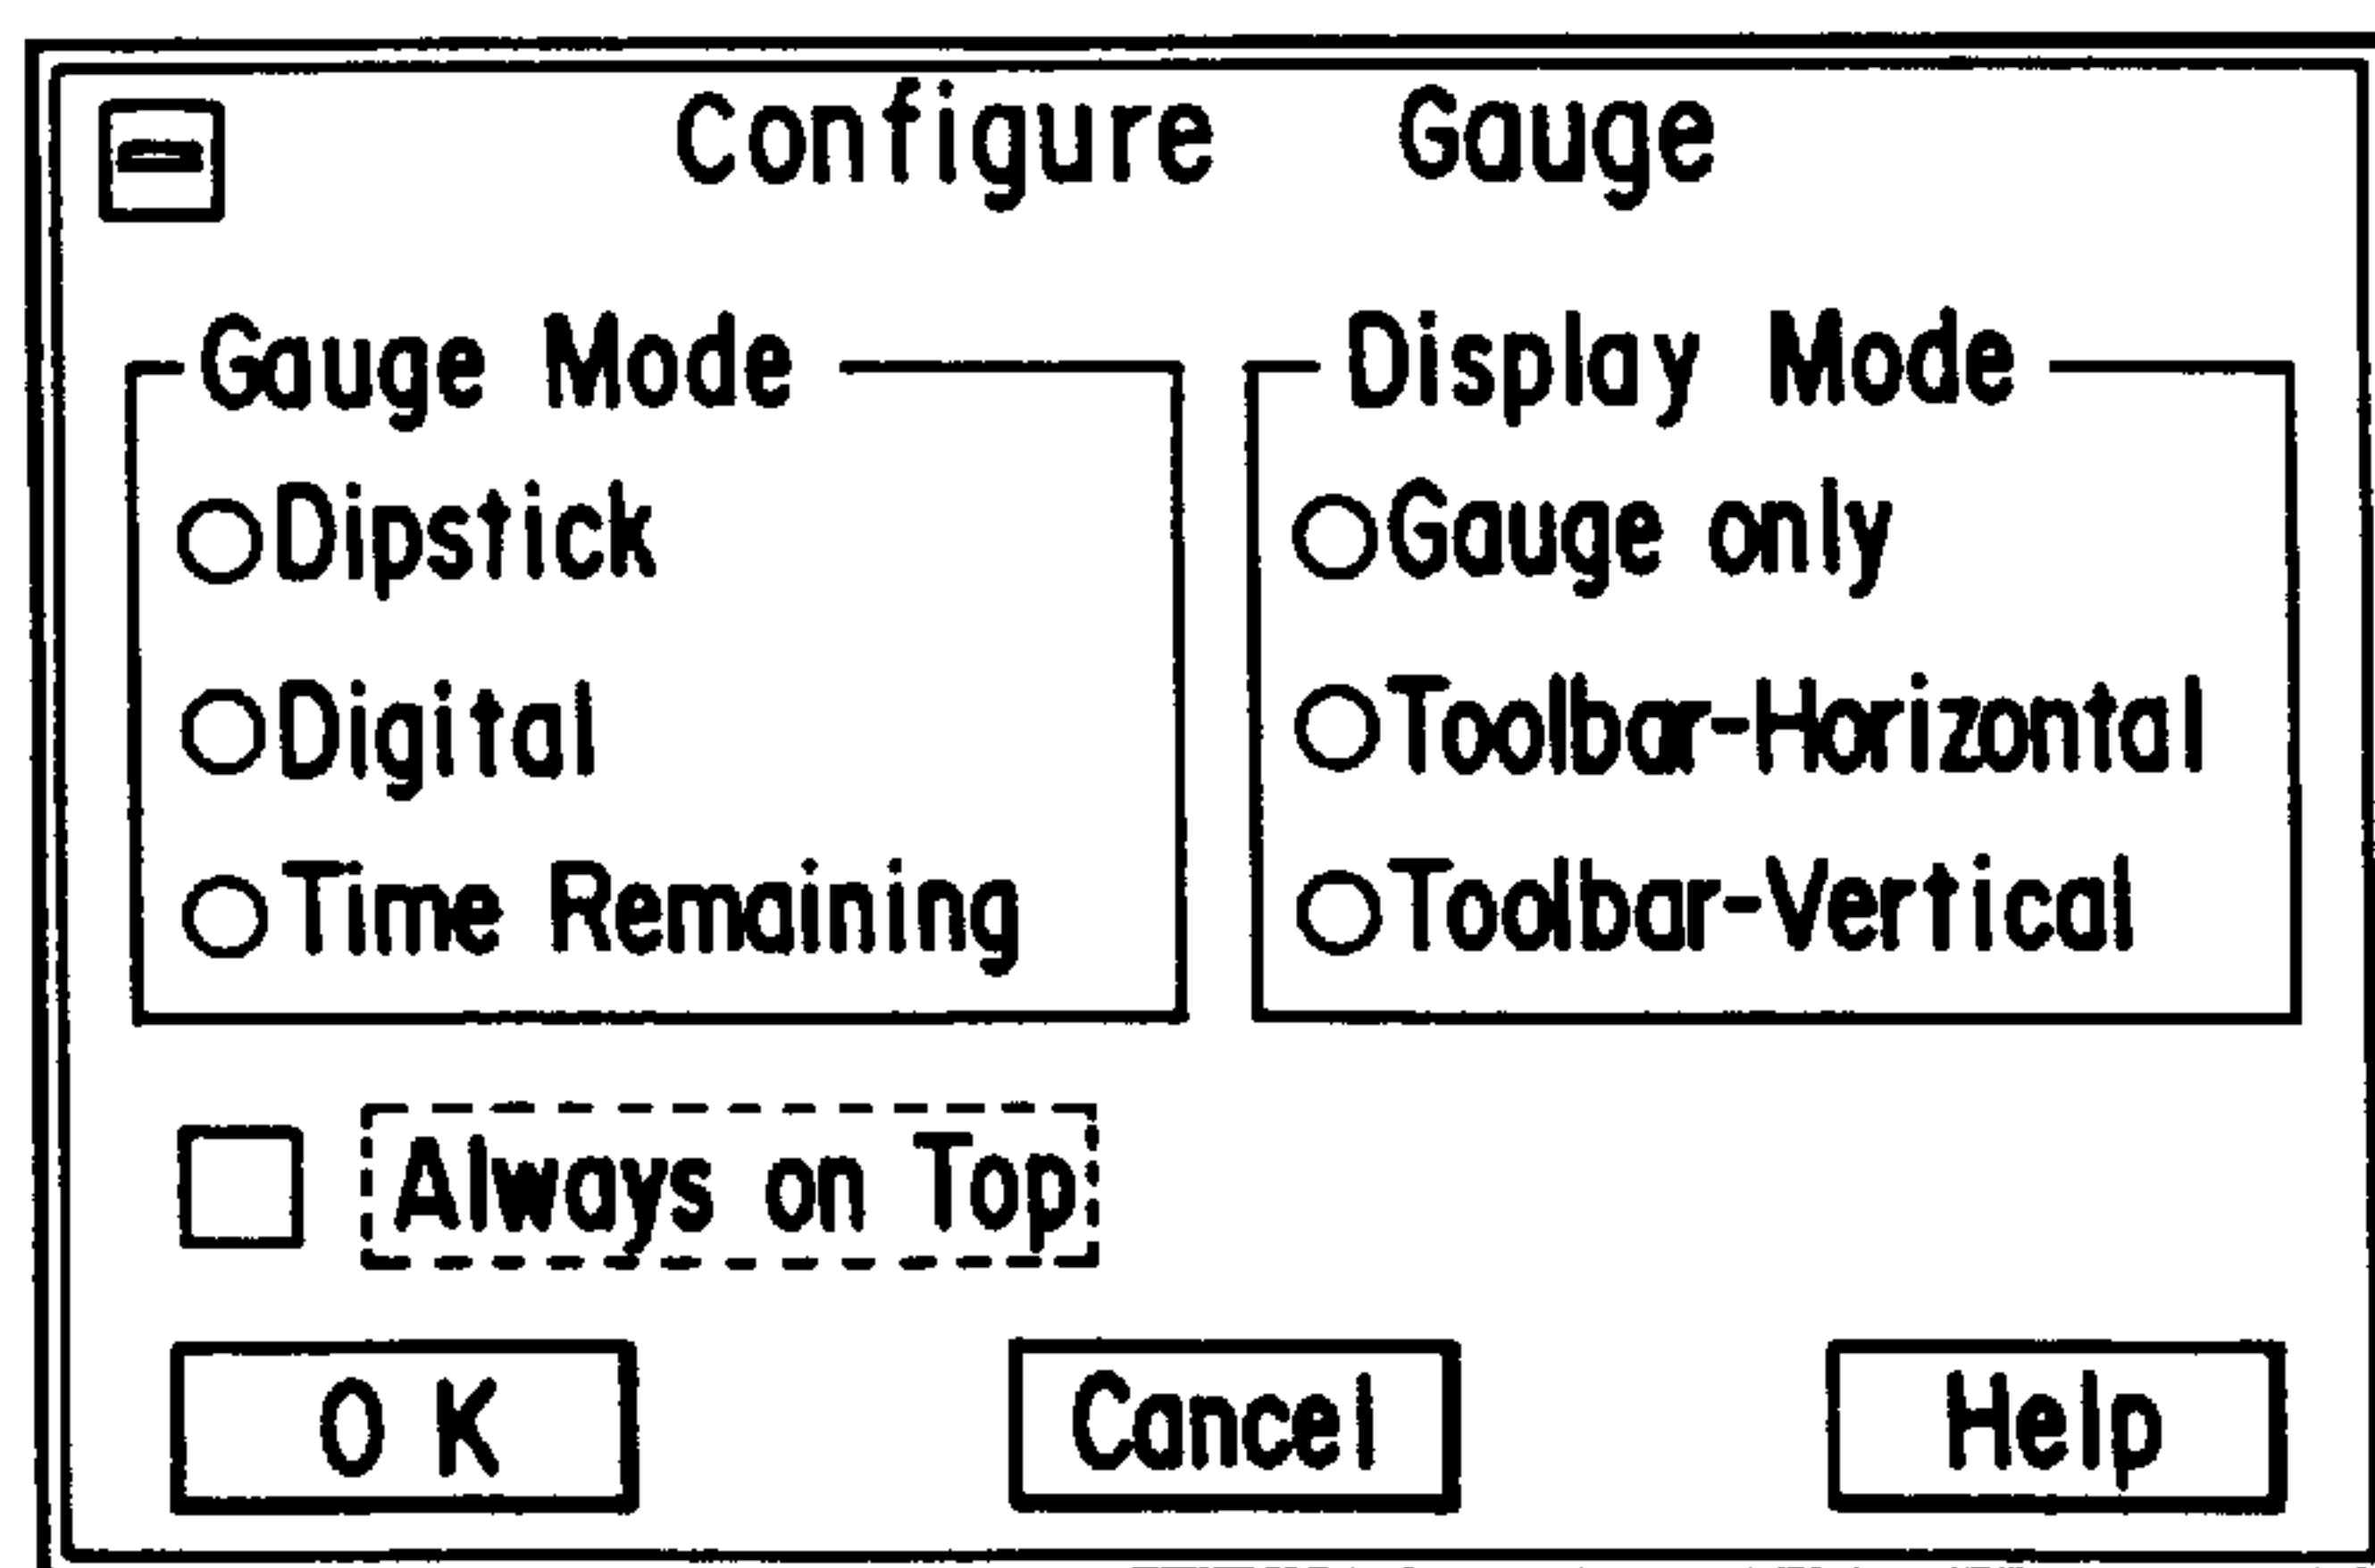 Configure Gauge
Gauge Mode
Dipstick
Digital
Time Remaining
Display Mode
Gauge only
Toolbar-Horizontal
Toolbar-Vertical
Always on Top
OK
Cancel
Help